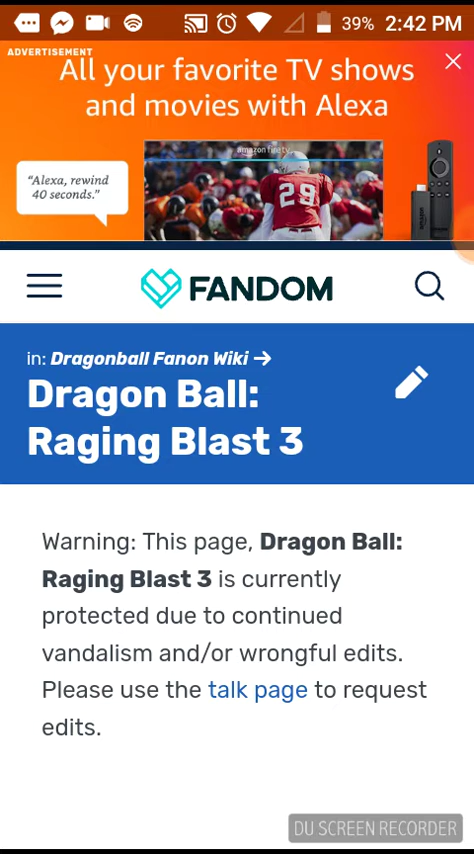 39% 2:42 PM
ADVERTISEMENT
All your favorite TV shows
and movies with Alexa
amazon fire tv
"Alexa, rewind
40 seconds."
29
amazon
FANDOM
in: Dragonball Fanon Wiki →
Dragon Ball:
Raging Blast 3
Warning: This page, Dragon Ball:
Raging Blast 3 is currently
protected due to continued
vandalism and/or wrongful edits.
Please use the talk page to request
edits.
DU SCREEN RECORDER